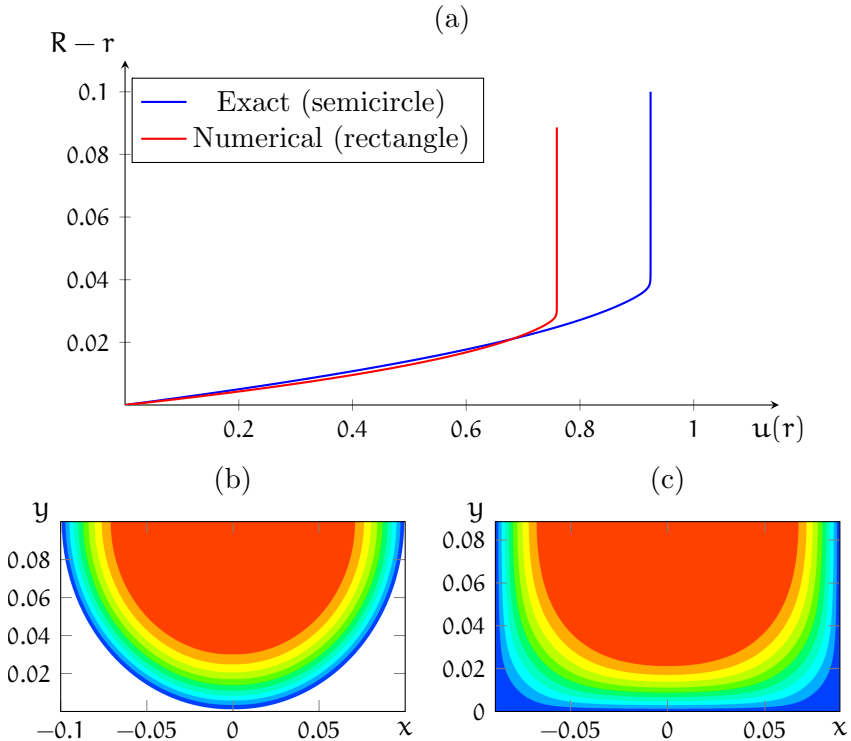 (a)
R − r
0.1
0.08
0.06
0.04
0.02
Exact (semicircle)
Numerical (rectangle)
0.2 0.4 0.6 0.8 1 u(r)
(b)
y
0.08
0.06
0.04
0.02
−0.1 −0.05 0 0.05 x
(c)
y
0.08
0.06
0.04
0.02
0
−0.05 0 0.05 x